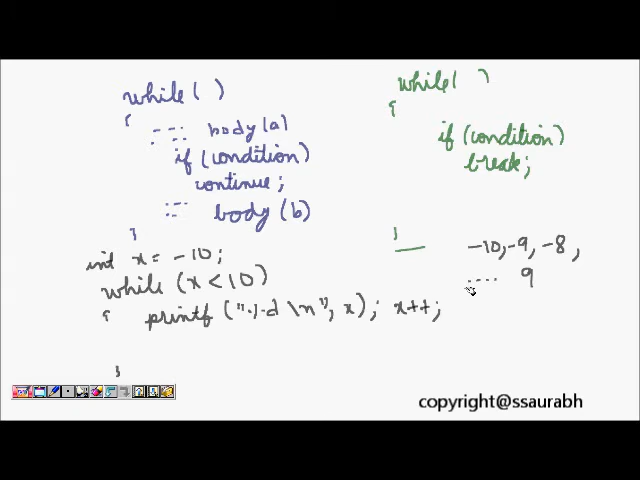 while ( )
{
body (a)
if (condition)
continue;
body (b)
}
while( )
{
if (condition)
break;
}
int x = -10;
while (x < 10)
{ printf ("%d \n", x); x++;
}
-10, -9, -8,
.... 9
copyright@ssaurabh